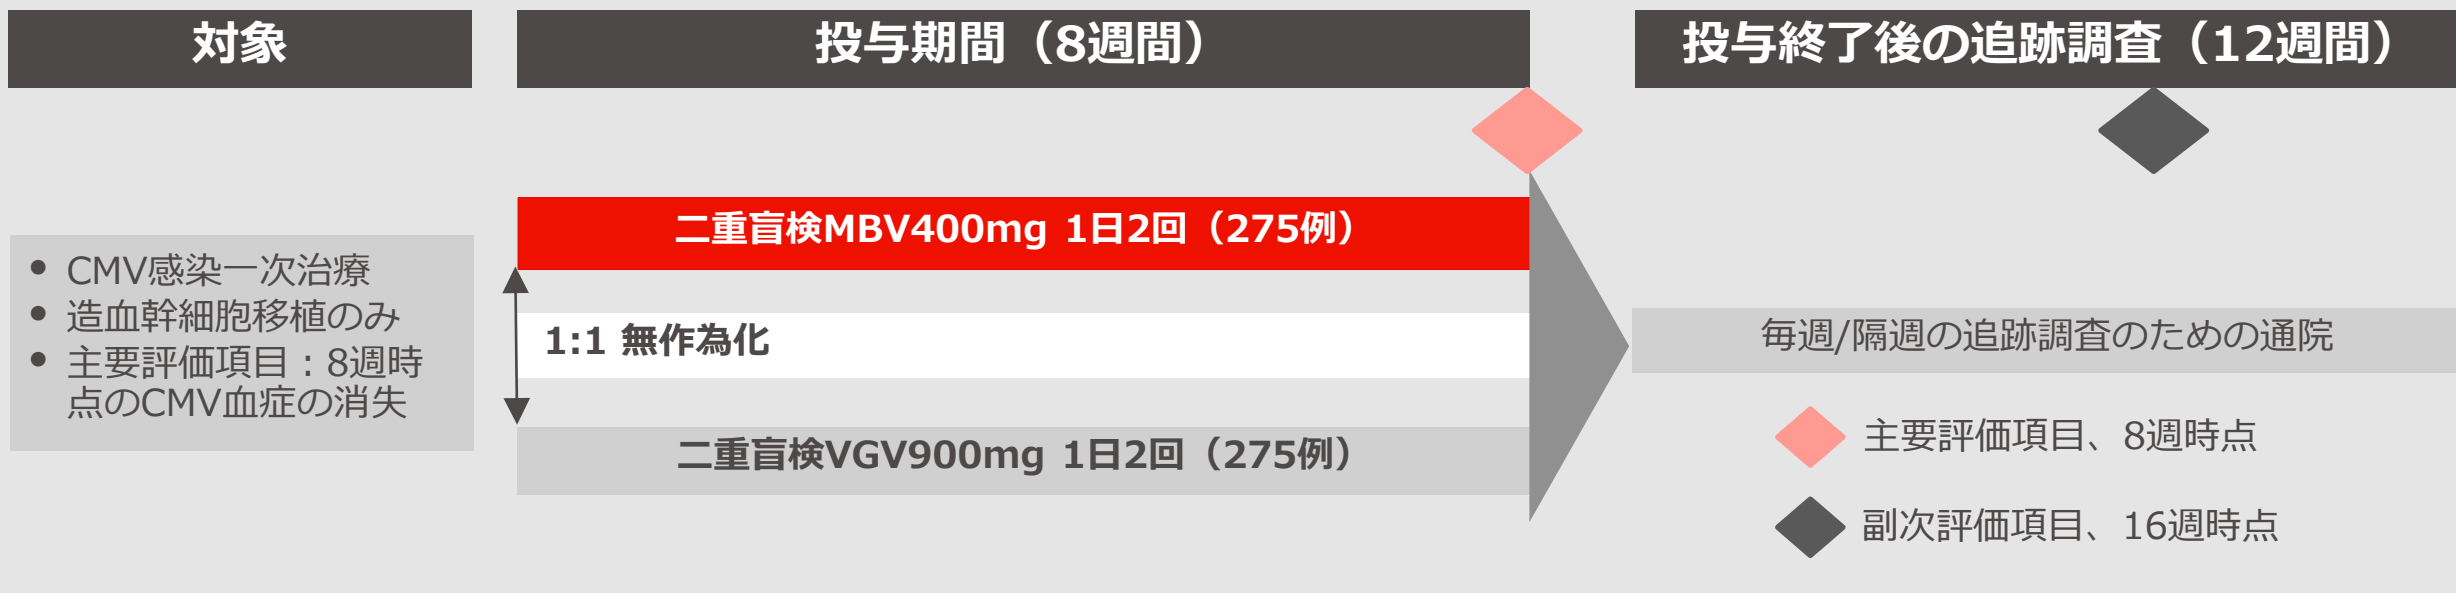 対象
投与期間（8週間）
投与終了後の追跡調査（12週間）
• CMV感染一次治療
• 造血幹細胞移植のみ
• 主要評価項目：8週時
点のCMV血症の消失
二重盲検MBV400mg 1日2回（275例）
1:1 無作為化
二重盲検VGV900mg 1日2回（275例）
毎週/隔週の追跡調査のための通院
主要評価項目、8週時点
副次評価項目、16週時点